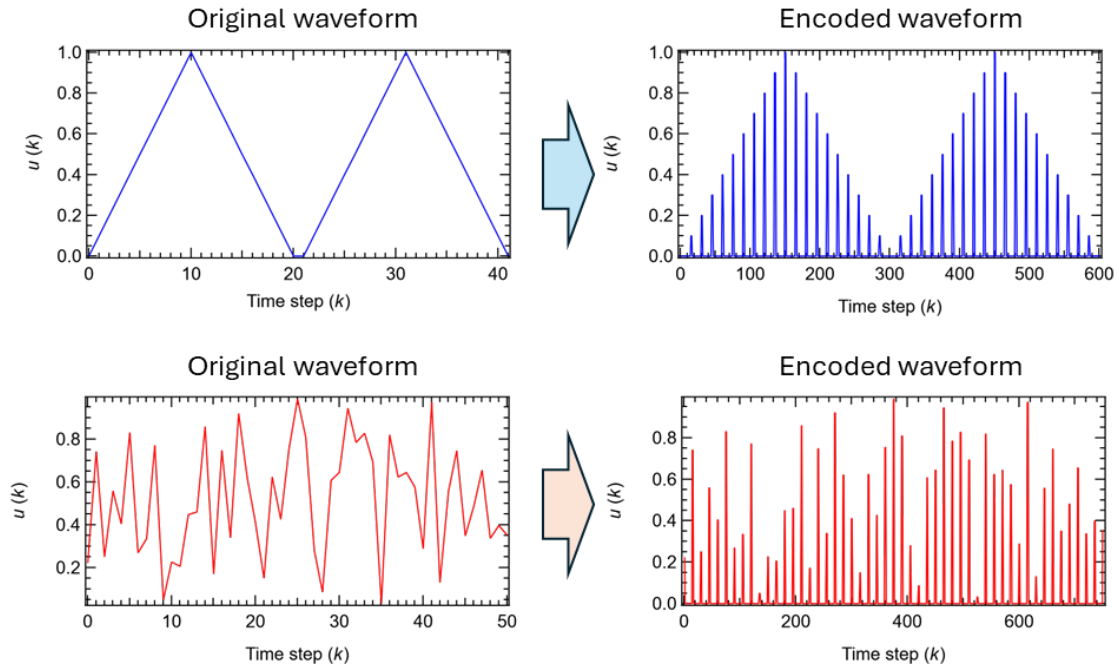 Original waveform
Encoded waveform
1.0
0.8
0.6
0.4
0.2
0.0
u (k)
0 10 20 30 40
Time step (k)
1.0
0.8
0.6
0.4
0.2
0.0
u (k)
0 100 200 300 400 500 600
Time step (k)
Original waveform
Encoded waveform
0.8
0.6
0.4
0.2
u (k)
0 10 20 30 40 50
Time step (k)
0.8
0.6
0.4
0.2
0.0
u (k)
0 200 400 600
Time step (k)